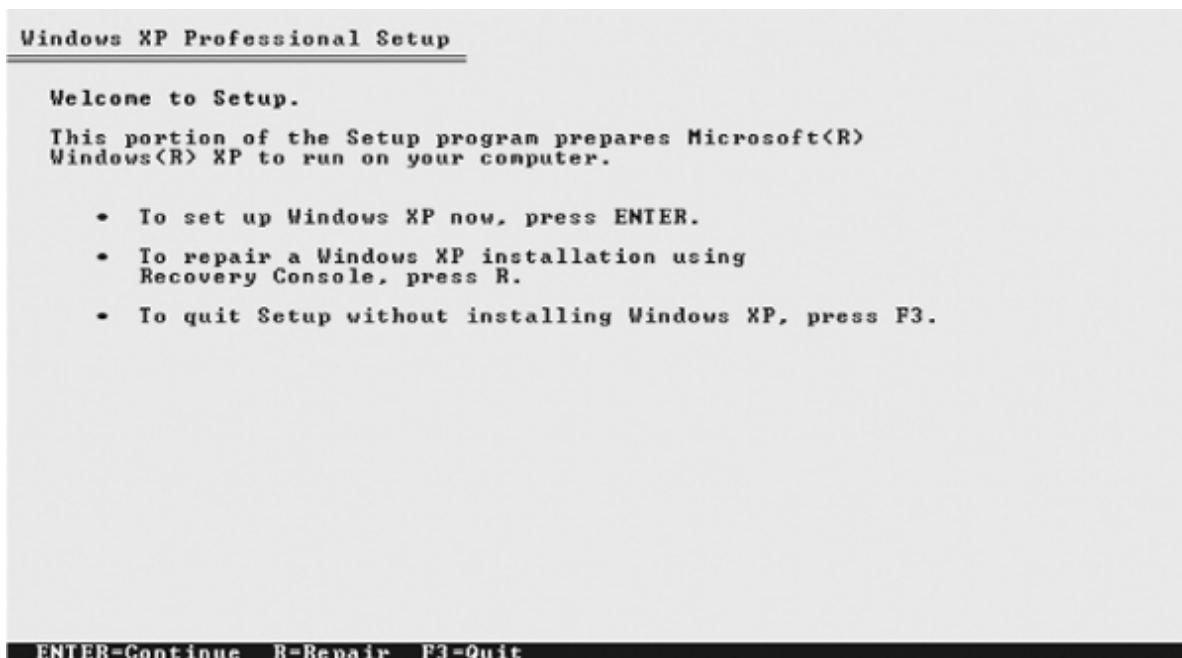 Windows XP Professional Setup
Welcome to Setup.
This portion of the Setup program prepares Microsoft(R)
Windows(R) XP to run on your computer.
• To set up Windows XP now, press ENTER.
• To repair a Windows XP installation using
Recovery Console, press R.
• To quit Setup without installing Windows XP, press F3.
ENTER=Continue R=Repair F3=Quit